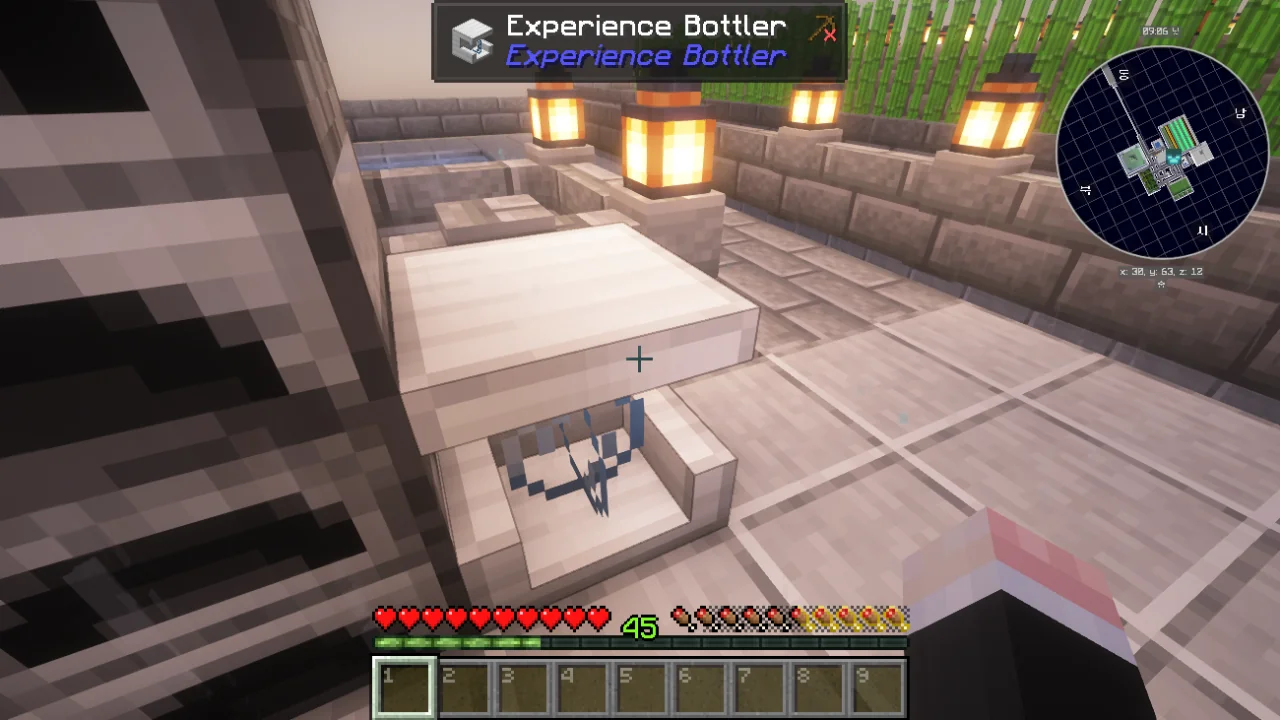 Experience Bottler
Experience Bottler
09:06
x: 30, y: 63, z: 12
45
1 2 3 4 5 6 7 8 9